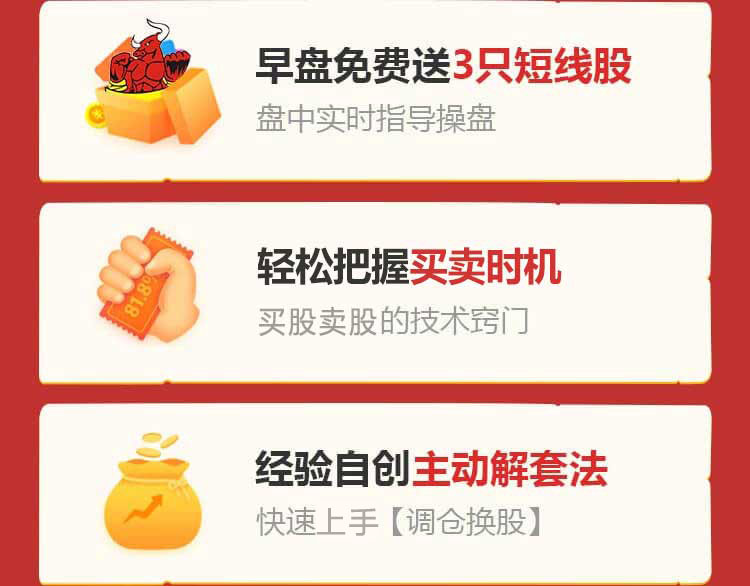 早盘免费送3只短线股
盘中实时指导操盘
轻松把握买卖时机
81.8
买股卖股的技术窍门
经验自创主动解套法
快速上手【调仓换股】